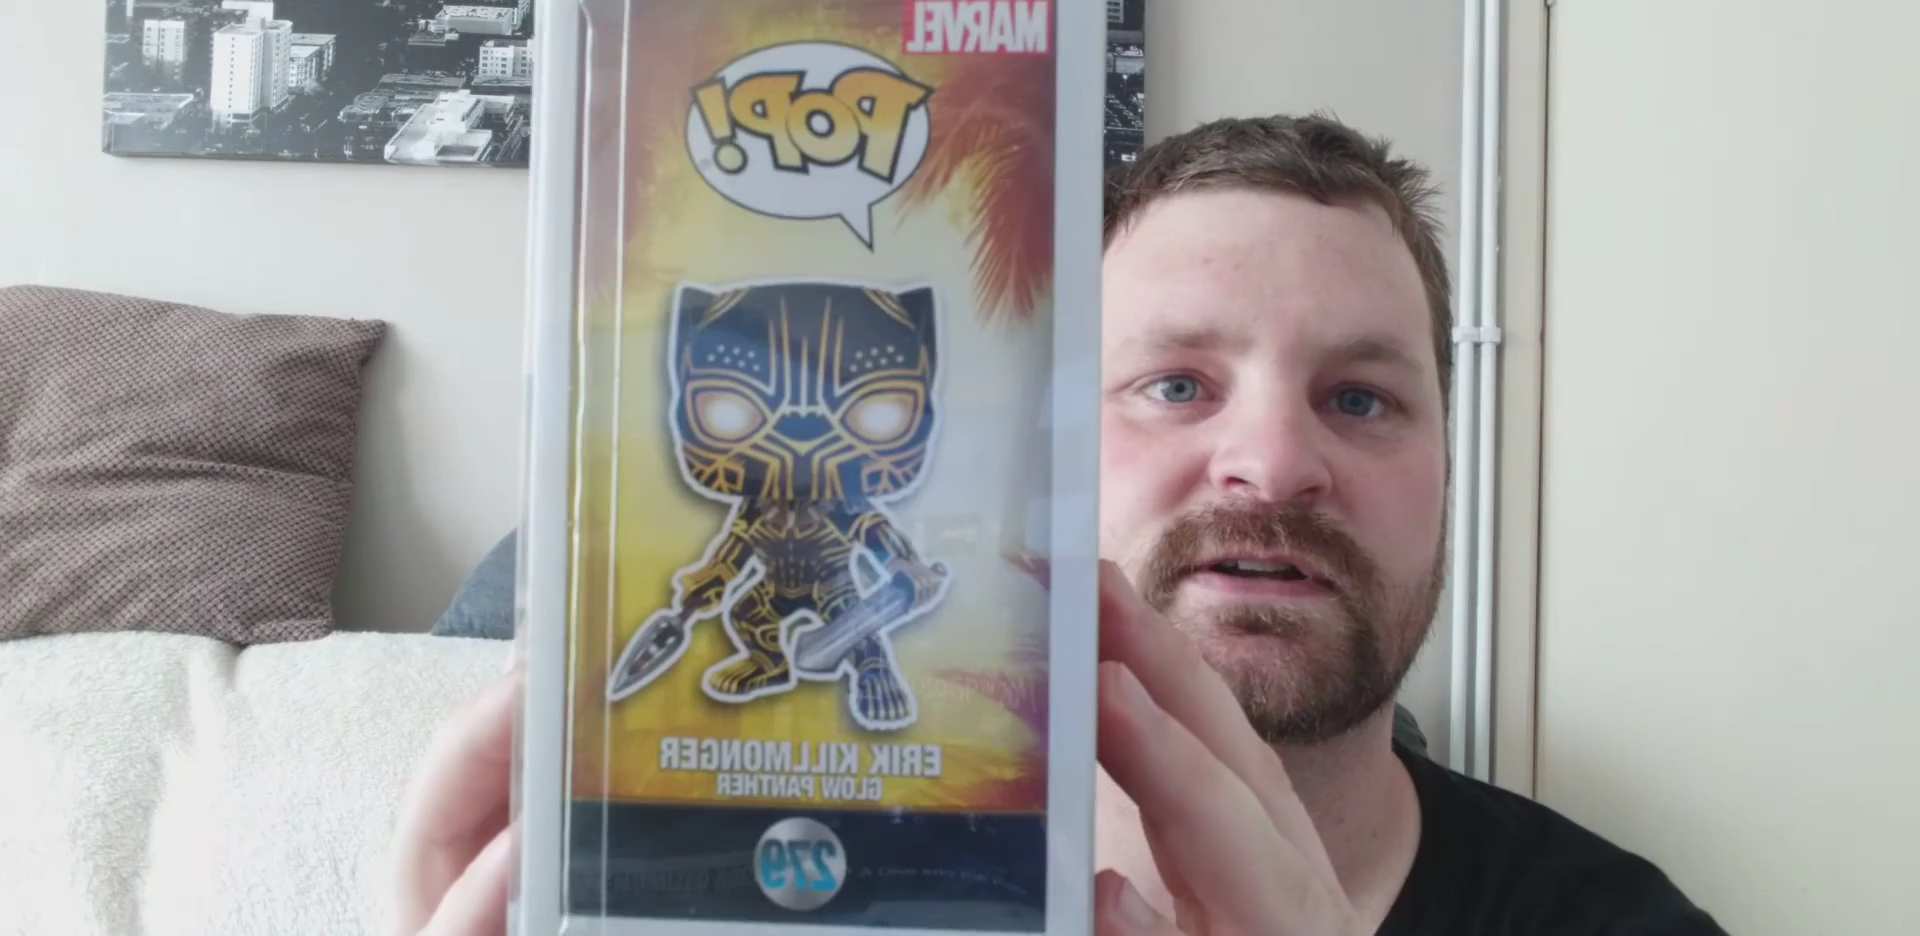 MARVEL
POP!
ERIK KILLMONGER
GLOW PANTHER
279